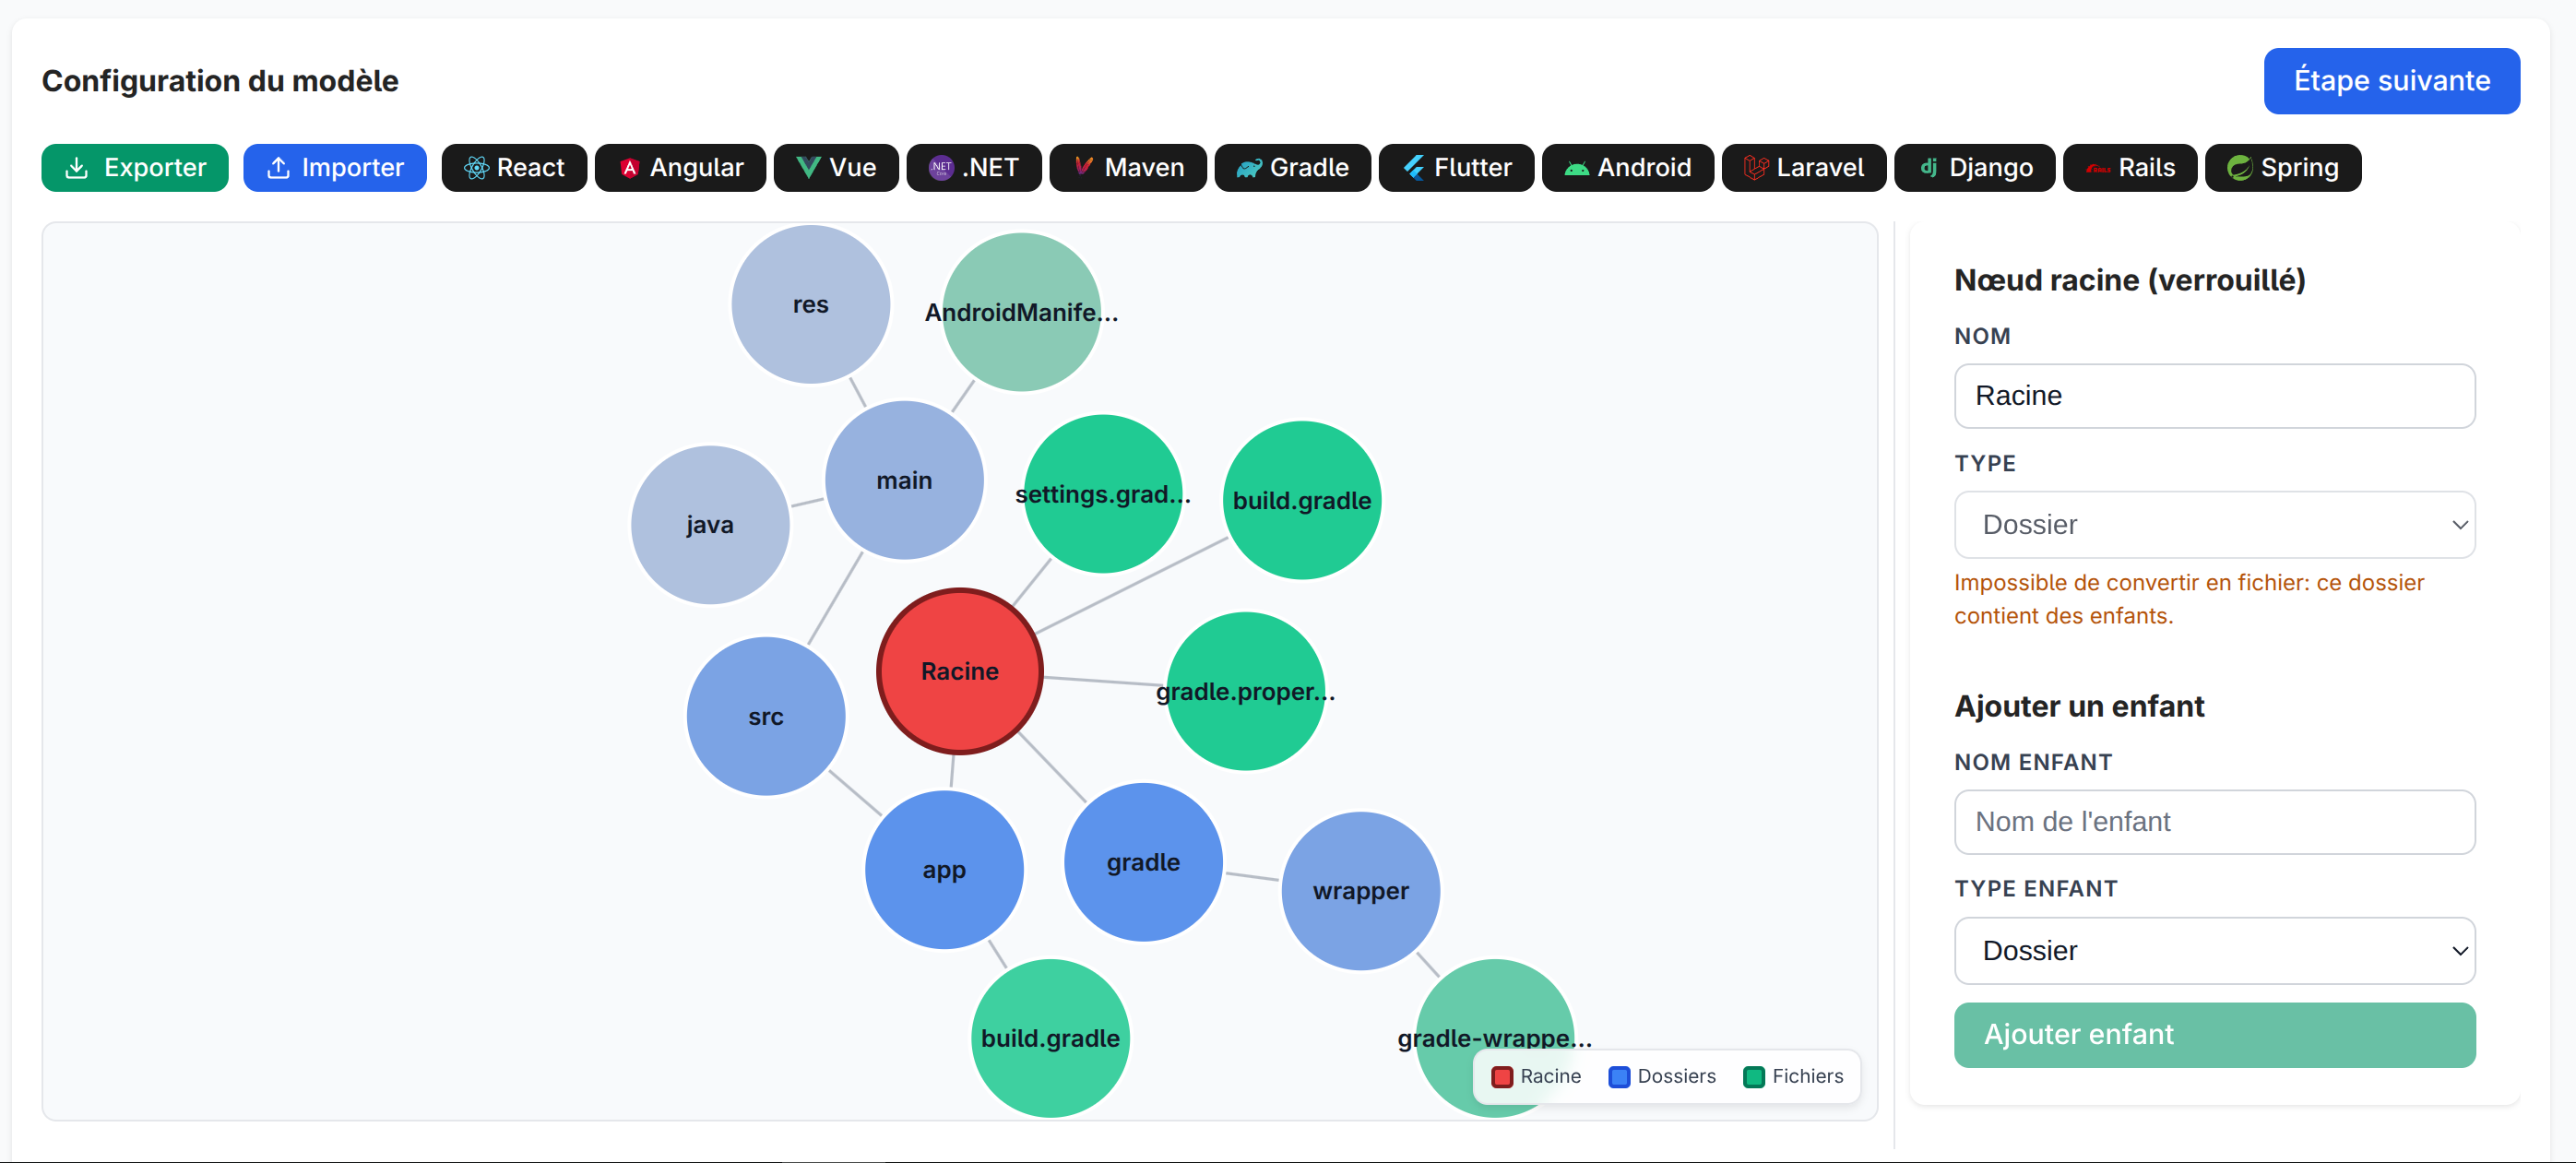 Configuration du modèle
Étape suivante
Exporter
Importer
React
Angular
Vue
.NET
Maven
Gradle
Flutter
Android
Laravel
Django
Rails
Spring
res
AndroidManife...
main
settings.grad...
build.gradle
java
Racine
gradle.proper...
src
app
gradle
wrapper
build.gradle
gradle-wrappe...
Racine
Dossiers
Fichiers
Nœud racine (verrouillé)
NOM
Racine
TYPE
Dossier
Impossible de convertir en fichier: ce dossier
contient des enfants.
Ajouter un enfant
NOM ENFANT
Nom de l'enfant
TYPE ENFANT
Dossier
Ajouter enfant